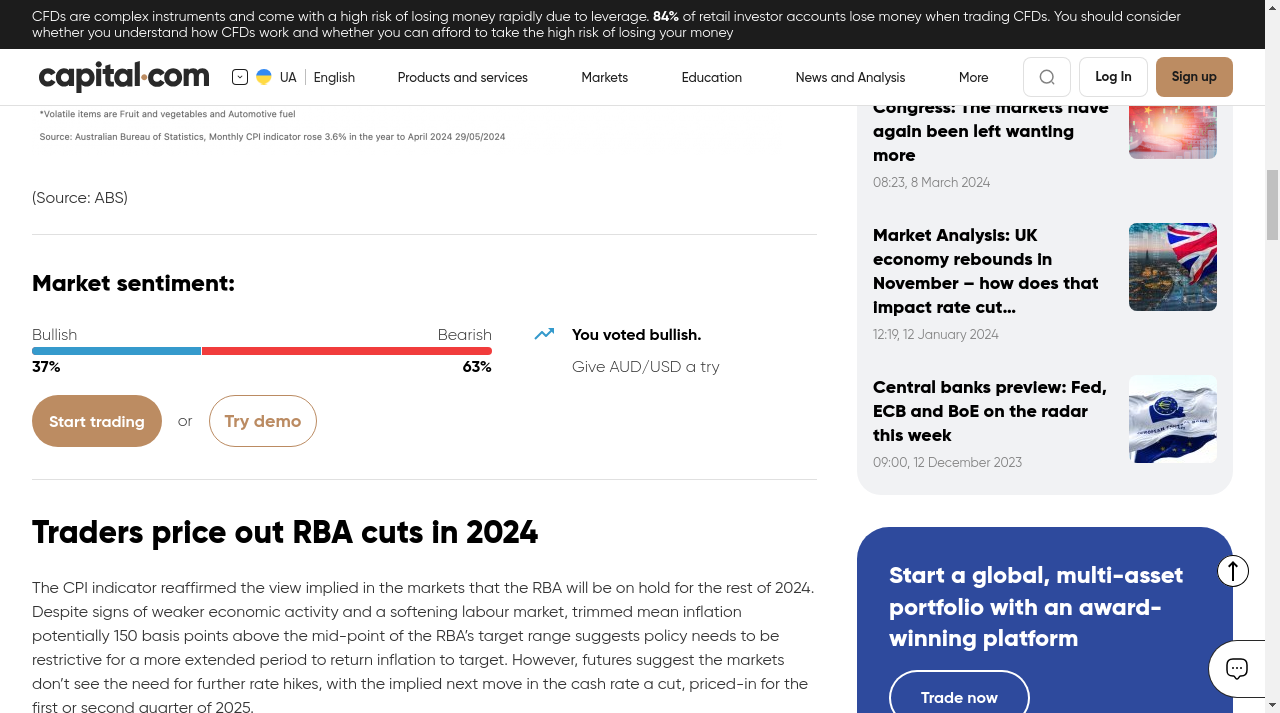 CFDs are complex instruments and come with a high risk of losing money rapidly due to leverage. 84% of retail investor accounts lose money when trading CFDs. You should consider
whether you understand how CFDs work and whether you can afford to take the high risk of losing your money
capital.com
UA
English
Products and services
Markets
Education
News and Analysis
More
Log In
Sign up
*Volatile items are Fruit and vegetables and Automotive fuel
Source: Australian Bureau of Statistics, Monthly CPI indicator rose 3.6% in the year to April 2024 29/05/2024
(Source: ABS)
Market sentiment:
Bullish
Bearish
37%
63%
You voted bullish.
Give AUD/USD a try
Start trading
or
Try demo
Traders price out RBA cuts in 2024
The CPI indicator reaffirmed the view implied in the markets that the RBA will be on hold for the rest of 2024.
Despite signs of weaker economic activity and a softening labour market, trimmed mean inflation
potentially 150 basis points above the mid-point of the RBA's target range suggests policy needs to be
restrictive for a more extended period to return inflation to target. However, futures suggest the markets
don't see the need for further rate hikes, with the implied next move in the cash rate a cut, priced-in for the
first or second quarter of 2025.
Congress: The markets have
again been left wanting
more
08:23, 8 March 2024
Market Analysis: UK
economy rebounds in
November – how does that
impact rate cut...
12:19, 12 January 2024
Central banks preview: Fed,
ECB and BoE on the radar
this week
09:00, 12 December 2023
Start a global, multi-asset
portfolio with an award-
winning platform
Trade now